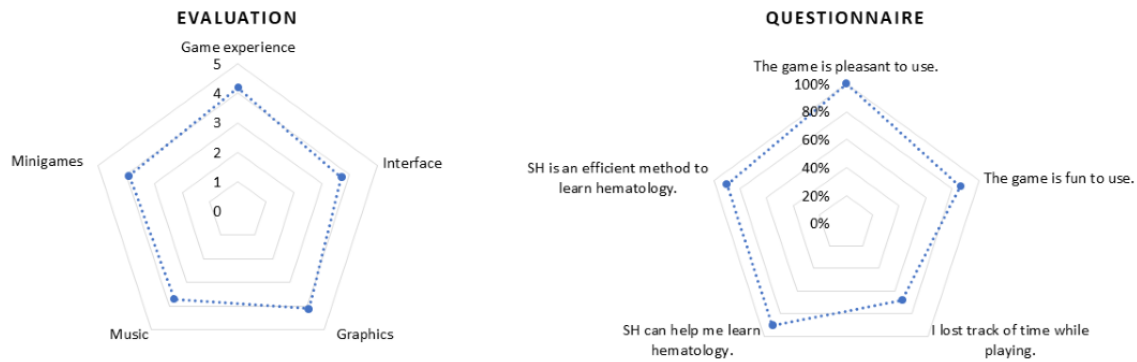 EVALUATION
Game experience
5
4
3
2
1
0
Minigames
Interface
Music
Graphics
QUESTIONNAIRE
The game is pleasant to use.
100%
80%
60%
40%
20%
0%
SH is an efficient method to
learn hematology.
The game is fun to use.
SH can help me learn
hematology.
I lost track of time while
playing.